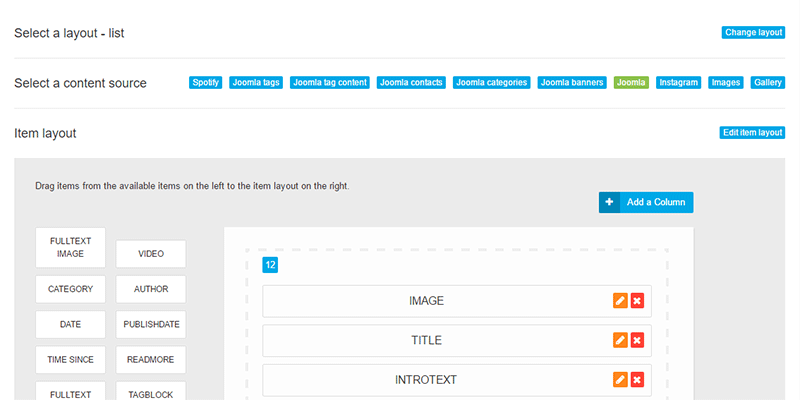 Select a layout - list
Change layout
Select a content source
Spotify
Joomla tags
Joomla tag content
Joomla contacts
Joomla categories
Joomla banners
Joomla
Instagram
Images
Gallery
Item layout
Edit item layout
Drag items from the available items on the left to the item layout on the right.
+ Add a Column
FULLTEXT
IMAGE
VIDEO
CATEGORY
AUTHOR
DATE
PUBLISHDATE
TIME SINCE
READMORE
FULLTEXT
TAGBLOCK
12
IMAGE
TITLE
INTROTEXT